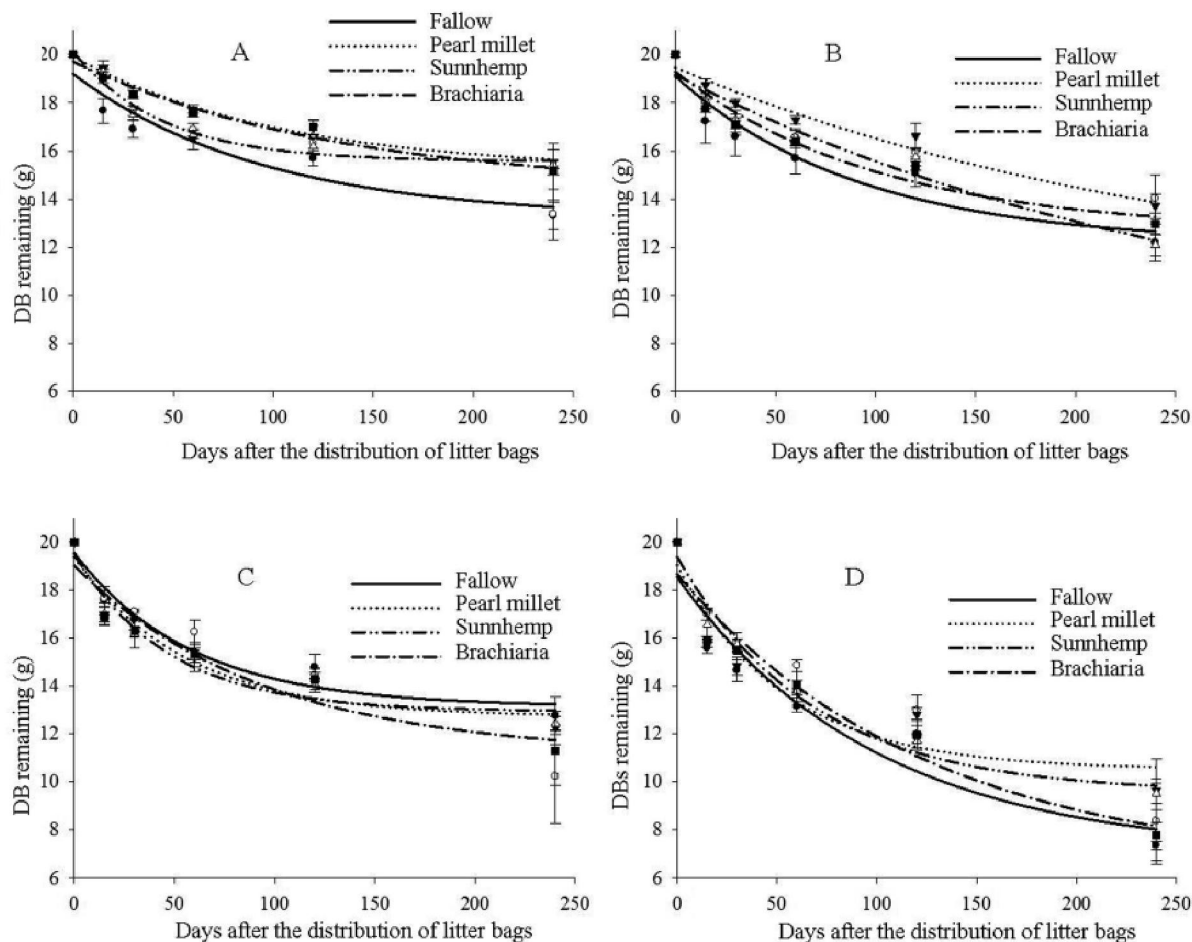 A
Fallow
Pearl millet
Sunnhemp
Brachiaria
DB remaining (g)
20
18
16
14
12
10
8
6
0 50 100 150 200 250
Days after the distribution of litter bags
B
Fallow
Pearl millet
Sunnhemp
Brachiaria
DB remaining (g)
20
18
16
14
12
10
8
6
0 50 100 150 200 250
Days after the distribution of litter bags
C
Fallow
Pearl millet
Sunnhemp
Brachiaria
DB remaining (g)
20
18
16
14
12
10
8
6
0 50 100 150 200 250
Days after the distribution of litter bags
D
Fallow
Pearl millet
Sunnhemp
Brachiaria
DBs remaining (g)
20
18
16
14
12
10
8
6
0 50 100 150 200 250
Days after the distribution of litter bags